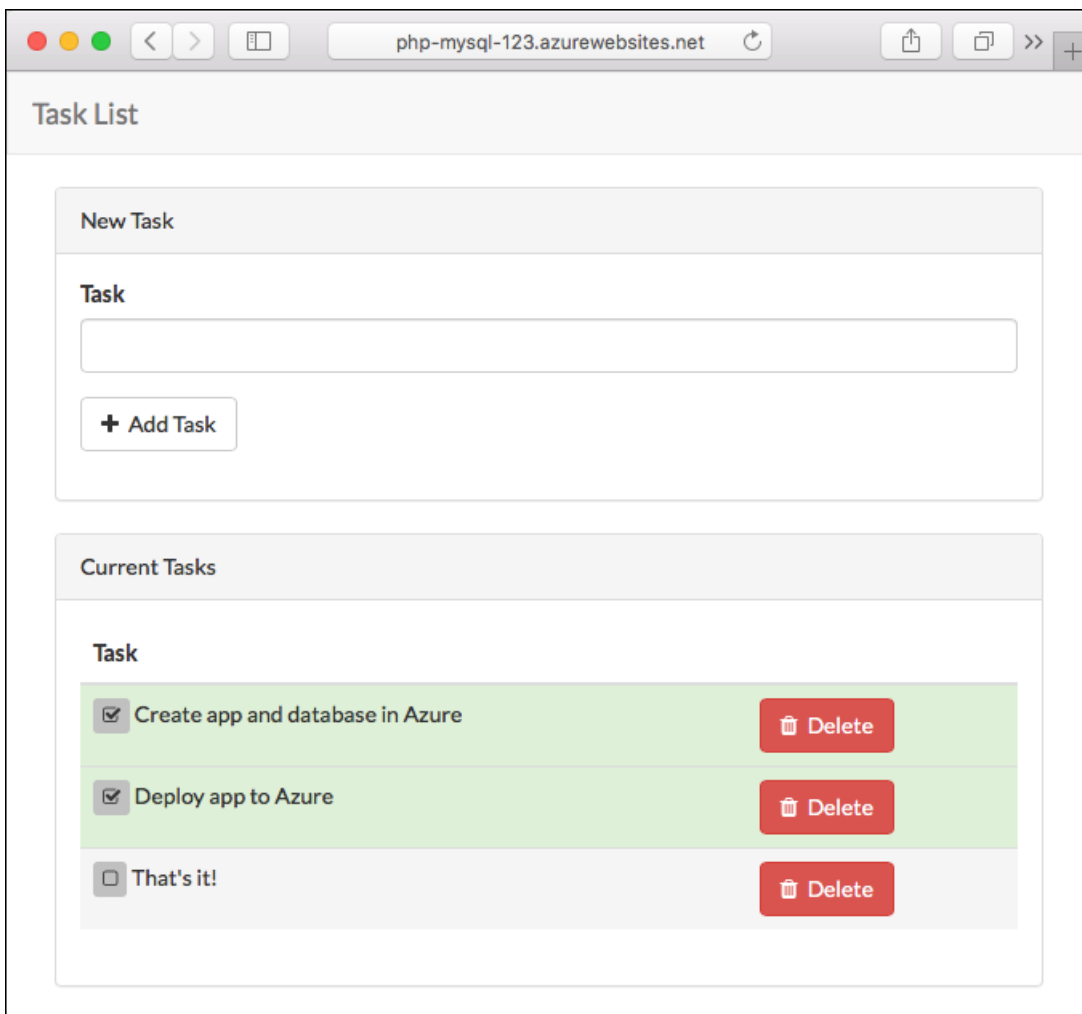 php-mysql-123.azurewebsites.net
Task List
New Task
Task
Add Task
Current Tasks
Task
Create app and database in Azure
Delete
Deploy app to Azure
Delete
That's it!
Delete